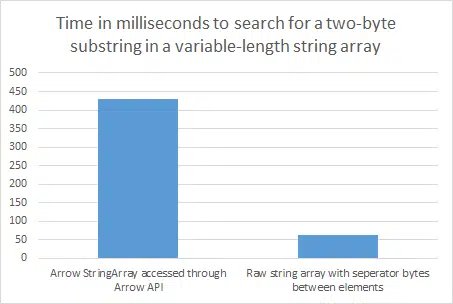 Time in milliseconds to search for a two-byte
substring in a variable-length string array
500
450
400
350
300
250
200
150
100
50
0
Arrow StringArray accessed through
Arrow API
Raw string array with seperator bytes
between elements